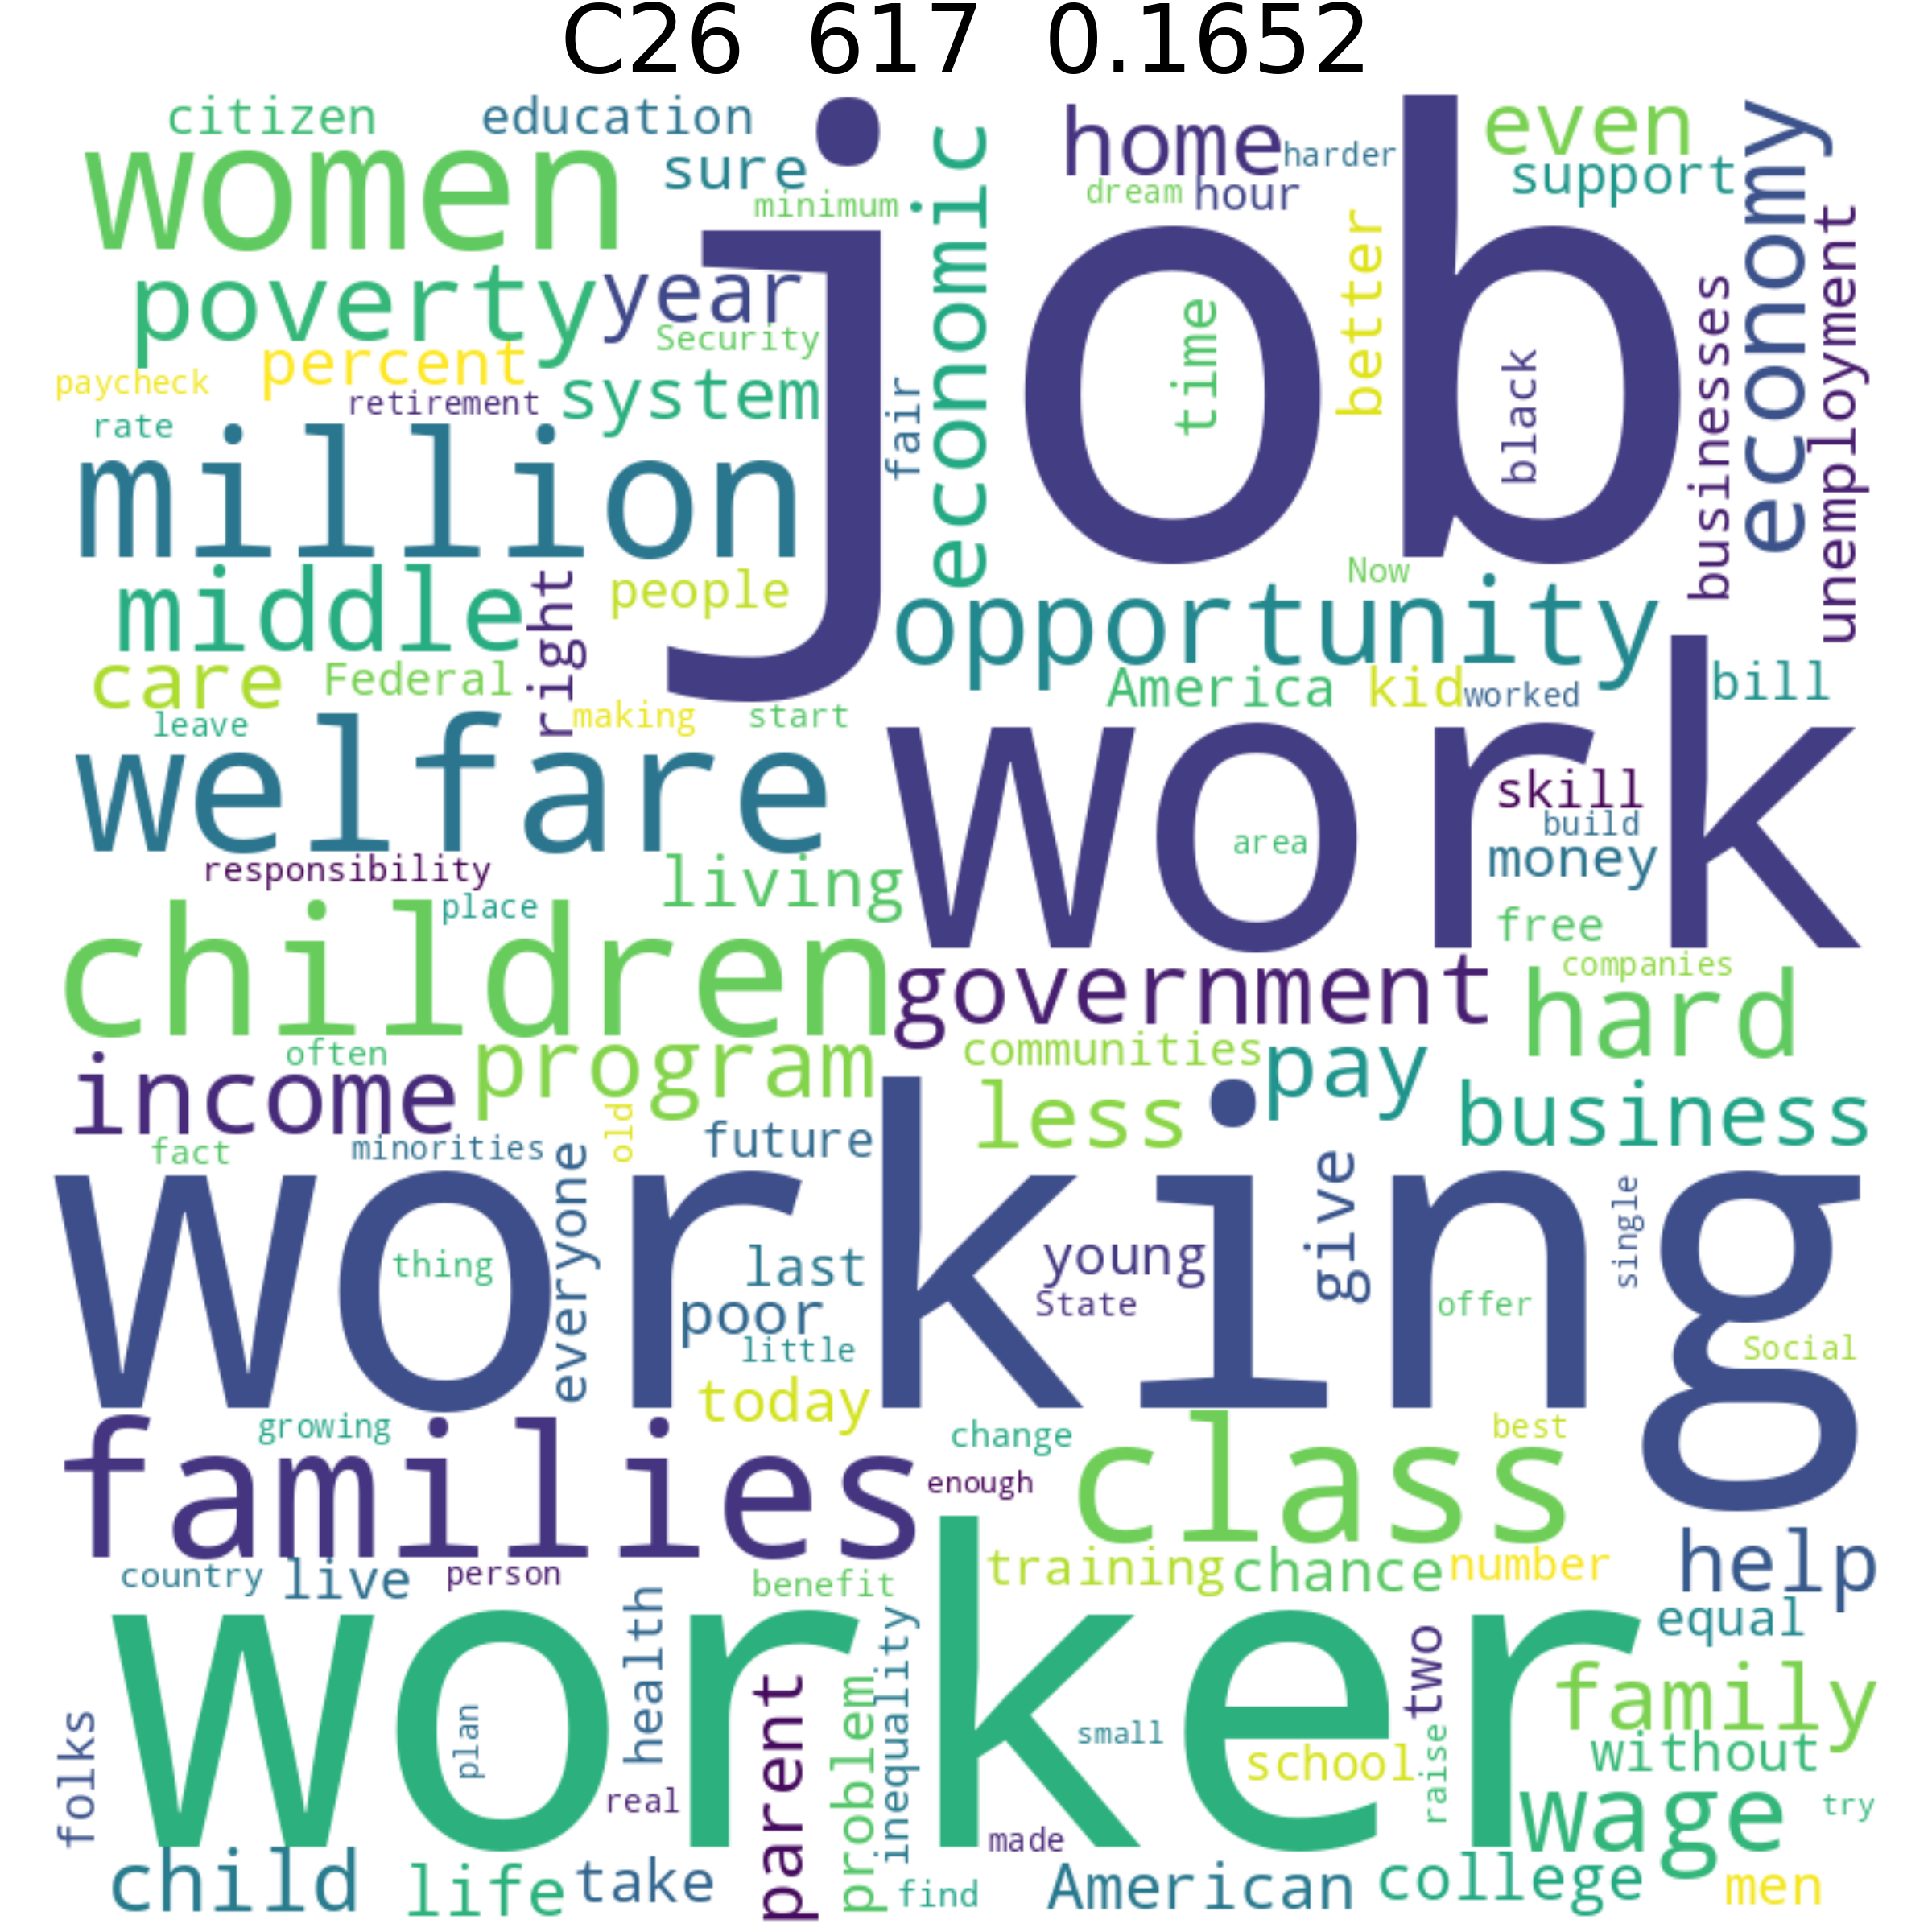 C26 617 0.1652
citizen
education
women
sure
minimum
job
home
harder
dream
hour
even
support
economy
unemployment
businesses
economic
better
time
black
fair
poverty
year
Security
percent
paycheck
retirement
system
rate
million
middle
right
people
Now
opportunity
care
Federal
America
kid
worked
bill
leave
making
start
welfare
work
skill
build
area
money
responsibility
living
place
free
children
companies
government
hard
often
communities
income
program
pay
less
business
old
fact
minorities
future
everyone
working
give
single
thing
last
young
State
poor
offer
little
Social
today
growing
change
best
families
class
enough
country
live
person
benefit
training
chance
number
help
health
inequality
equal
two
worker
family
parent
problem
folks
plan
small
school
raise
without
real
wage
try
made
child
life
take
find
American
college
men